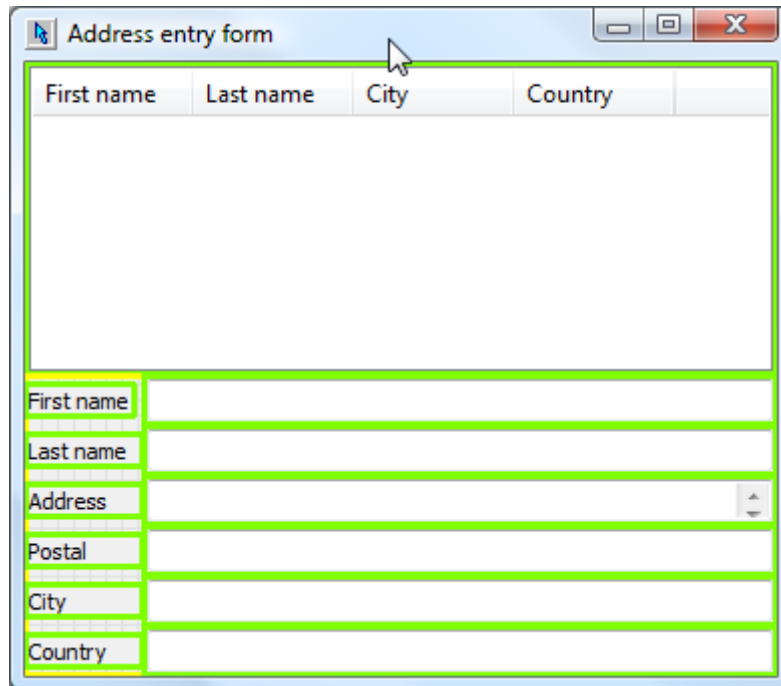 Address entry form
First name Last name City Country
First name
Last name
Address
Postal
City
Country